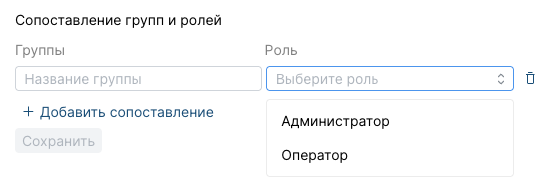 Сопоставление групп и ролей
Группы Роль
Название группы Выберите роль
+ Добавить сопоставление
Администратор
Сохранить
Оператор